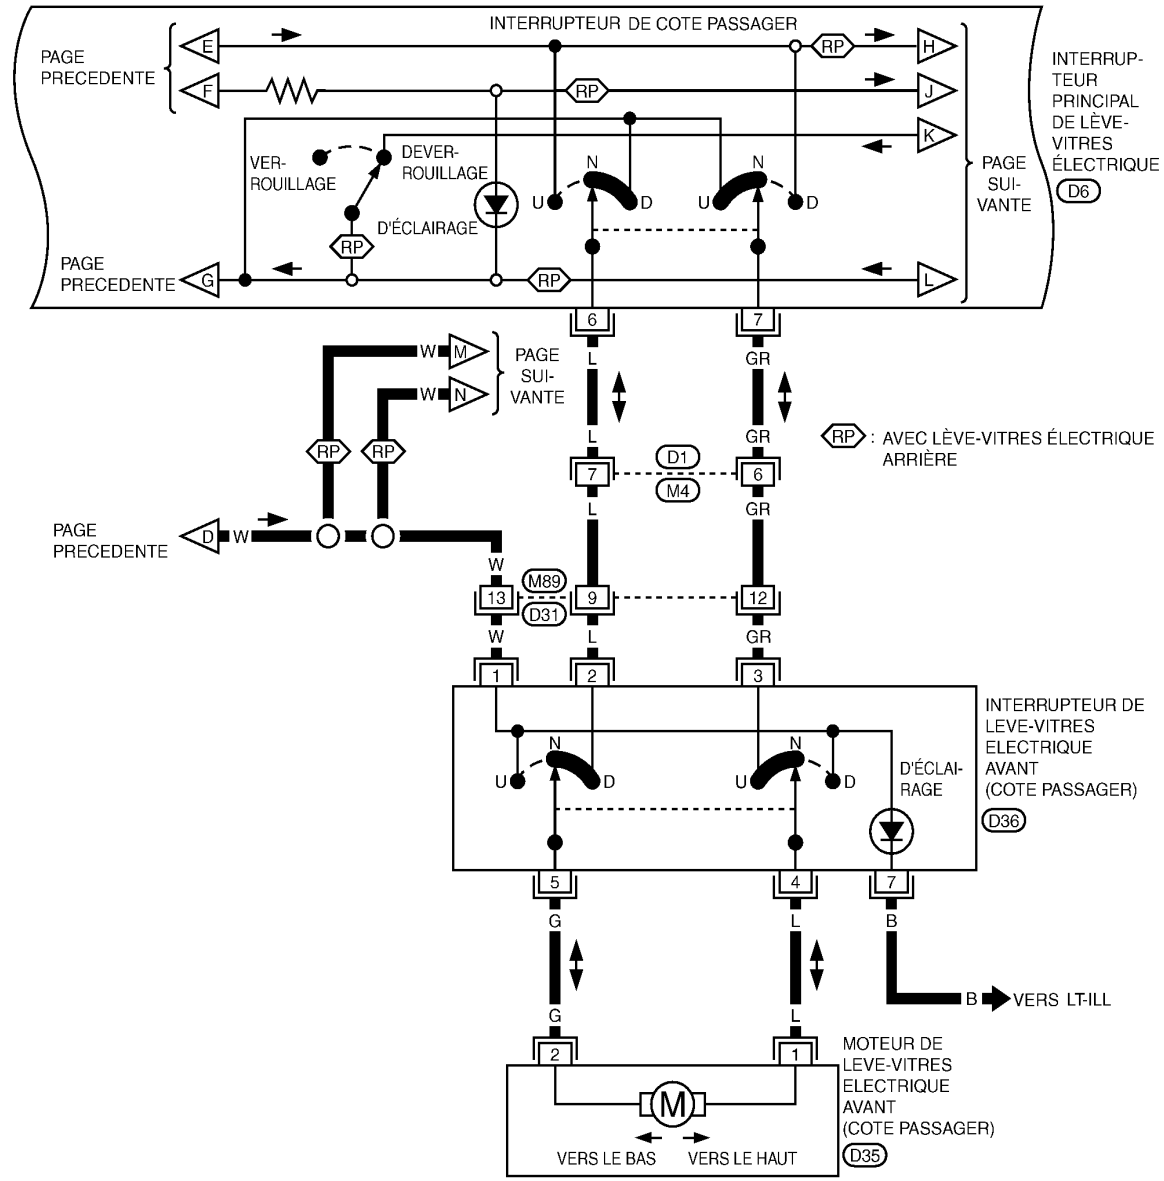 INTERRUPTEUR DE COTE PASSAGER
PAGE
PRECEDENTE
E
RP
H
F
RP
J
K
INTERRUP-
TEUR
PRINCIPAL
DE LÈVE-
VITRES
ÉLECTRIQUE
D6
VER-
ROUILLAGE
DEVER-
ROUILLAGE
N
N
U
D
U
D
PAGE
SUI-
VANTE
RP
D'ÉCLAIRAGE
PAGE
PRECEDENTE
G
RP
L
6
7
W
M
W
N
PAGE
SUI-
VANTE
L
GR
RP
RP
L
GR
RP : AVEC LÈVE-VITRES ÉLECTRIQUE
ARRIÈRE
7
D1
M4
6
L
GR
PAGE
PRECEDENTE
D
W
W
13
M89
D31
9
12
W
L
GR
1
2
3
INTERRUPTEUR DE
LEVE-VITRES
ELECTRIQUE
AVANT
(COTE PASSAGER)
D36
N
N
U
D
U
D
D'ÉCLAI-
RAGE
5
4
7
G
L
B
G
L
B
VERS LT-ILL
2
1
MOTEUR DE
LEVE-VITRES
ELECTRIQUE
AVANT
(COTE PASSAGER)
D35
M
VERS LE BAS
VERS LE HAUT